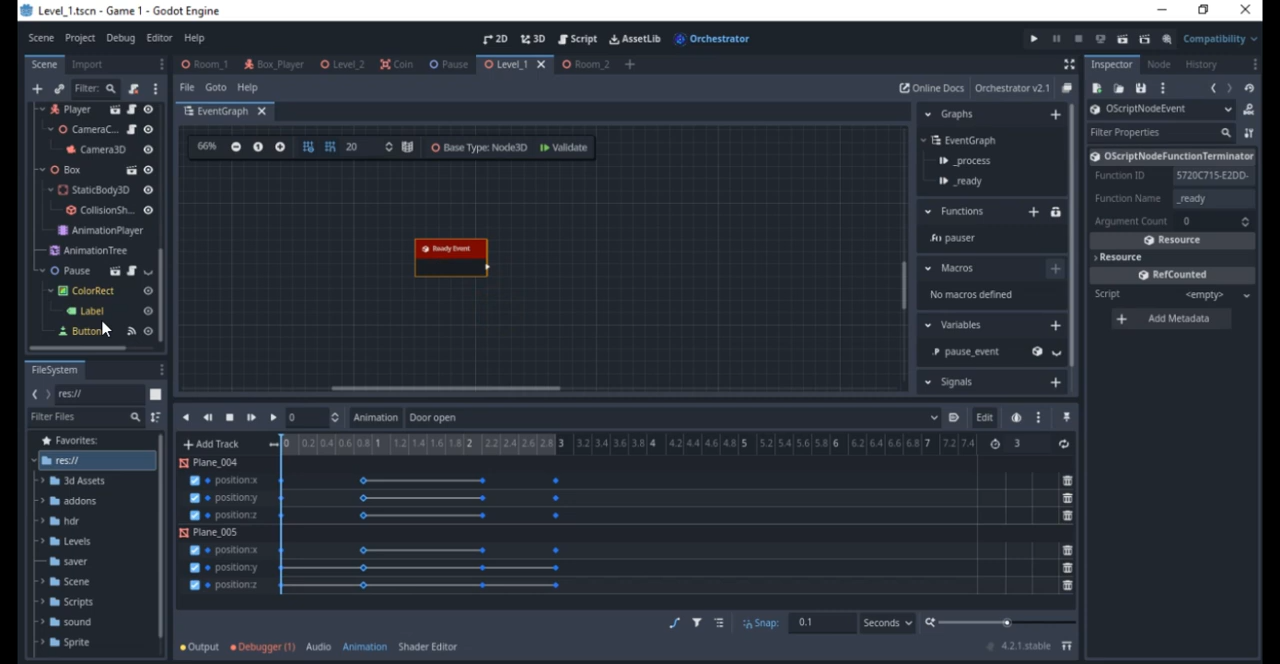 Level_1.tscn - Game 1 - Godot Engine
Scene Project Debug Editor Help
2D 3D Script AssetLib Orchestrator
Compatibility
Scene Import
Filter:
Player
CameraC...
Camera3D
Box
StaticBody3D
CollisionSh...
AnimationPlayer
AnimationTree
Pause
ColorRect
Label
Button
FileSystem
res://
Filter Files
Favorites:
res://
3d Assets
addons
hdr
Levels
saver
Scene
Scripts
sound
Sprite
Room_1 Box_Player Level_2 Coin Pause Level_1 Room_2
File Goto Help
Online Docs Orchestrator v2.1
EventGraph
66% 20 Base Type: Node3D Validate
Ready Event
Graphs
EventGraph
_process
_ready
Functions
pauser
Macros
No macros defined
Variables
pause_event
Signals
0 Animation Door open Edit
Add Track 0 0.2 0.4 0.6 0.8 1 1.2 1.4 1.6 1.8 2 2.2 2.4 2.6 2.8 3 3.2 3.4 3.6 3.8 4 4.2 4.4 4.6 4.8 5 5.2 5.4 5.6 5.8 6 6.2 6.4 6.6 6.8 7 7.2 7.4 3
Plane_004
position:x
position:y
position:z
Plane_005
position:x
position:y
position:z
Snap: 0.1 Seconds
Output Debugger (1) Audio Animation Shader Editor 4.2.1.stable
Inspector Node History
OScriptNodeEvent
Filter Properties
OScriptNodeFunctionTerminator
Function ID 5720C715-E2DD-
Function Name _ready
Argument Count 0
Resource
Resource
RefCounted
Script <empty>
Add Metadata